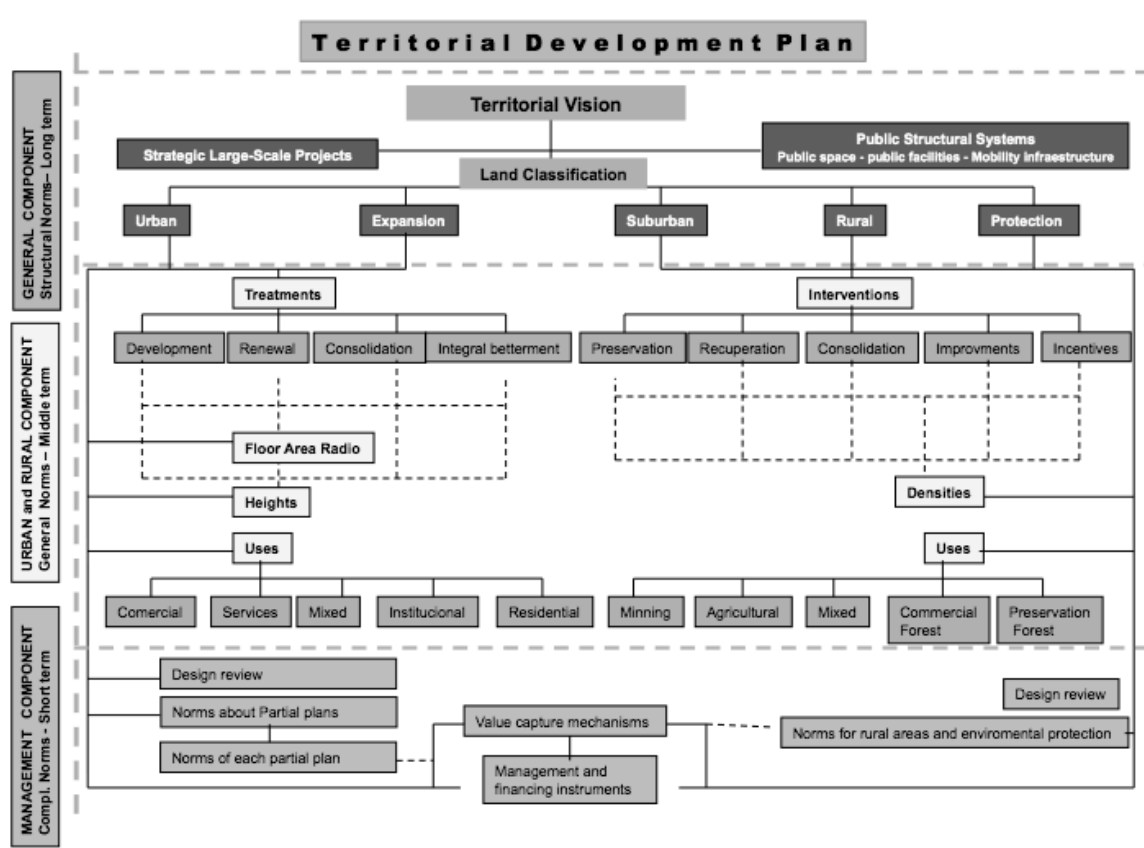 Territorial Development Plan
GENERAL COMPONENT
Structural Norms– Long term
Territorial Vision
Strategic Large-Scale Projects
Public Structural Systems
Public space - public facilities - Mobility infraestructure
Land Classification
Urban
Expansion
Suburban
Rural
Protection
URBAN and RURAL COMPONENT
General Norms – Middle term
Treatments
Interventions
Development
Renewal
Consolidation
Integral betterment
Preservation
Recuperation
Consolidation
Improvments
Incentives
Floor Area Radio
Heights
Densities
Uses
Uses
Comercial
Services
Mixed
Institucional
Residential
Minning
Agricultural
Mixed
Commercial
Forest
Preservation
Forest
MANAGEMENT COMPONENT
Compl. Norms - Short term
Design review
Norms about Partial plans
Norms of each partial plan
Value capture mechanisms
Management and
financing instruments
Design review
Norms for rural areas and enviromental protection